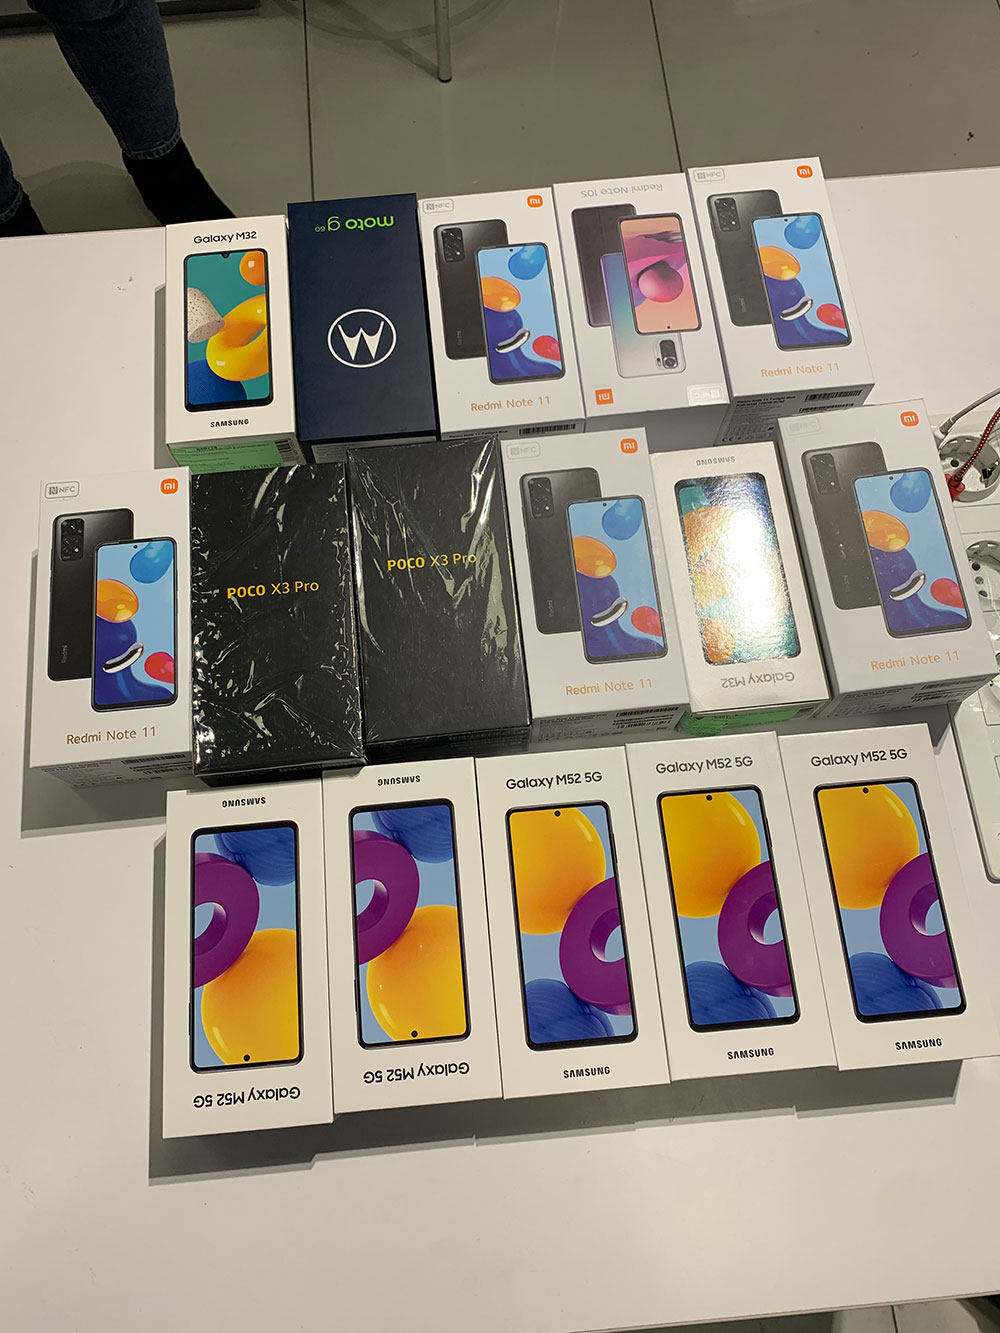 Galaxy M32
SAMSUNG
moto g60
NFC
mi
Redmi Note 11
Redmi Note 10S
mi
NFC
NFC
mi
Redmi Note 11
NFC
mi
Redmi
Redmi Note 11
POCO X3 Pro
POCO X3 Pro
NFC
mi
Redmi Note 11
SAMSUNG
Galaxy M32
NFC
mi
Redmi Note 11
SAMSUNG
Galaxy M52 5G
SAMSUNG
Galaxy M52 5G
Galaxy M52 5G
SAMSUNG
Galaxy M52 5G
SAMSUNG
Galaxy M52 5G
SAMSUNG